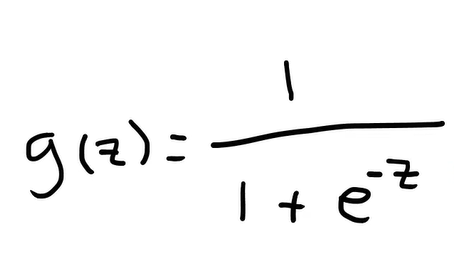 g(z) = 1 / (1 + e^{-z})